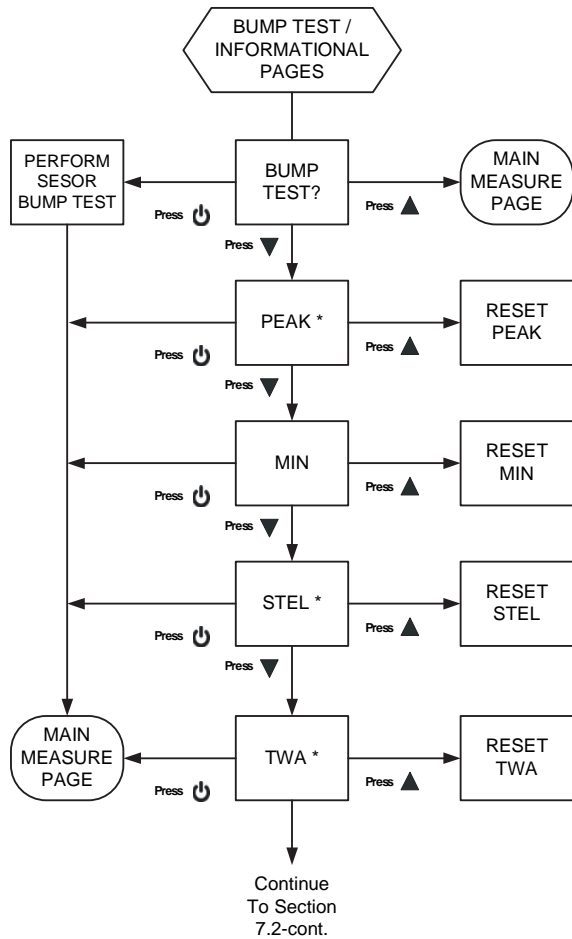 BUMP TEST /
INFORMATIONAL
PAGES
PERFORM
SESOR
BUMP TEST
BUMP
TEST?
MAIN
MEASURE
PAGE
Press
Press
Press
PEAK *
RESET
PEAK
Press
Press
Press
MIN
RESET
MIN
Press
Press
Press
STEL *
RESET
STEL
Press
Press
Press
MAIN
MEASURE
PAGE
TWA *
RESET
TWA
Press
Press
Continue
To Section
7.2-cont.